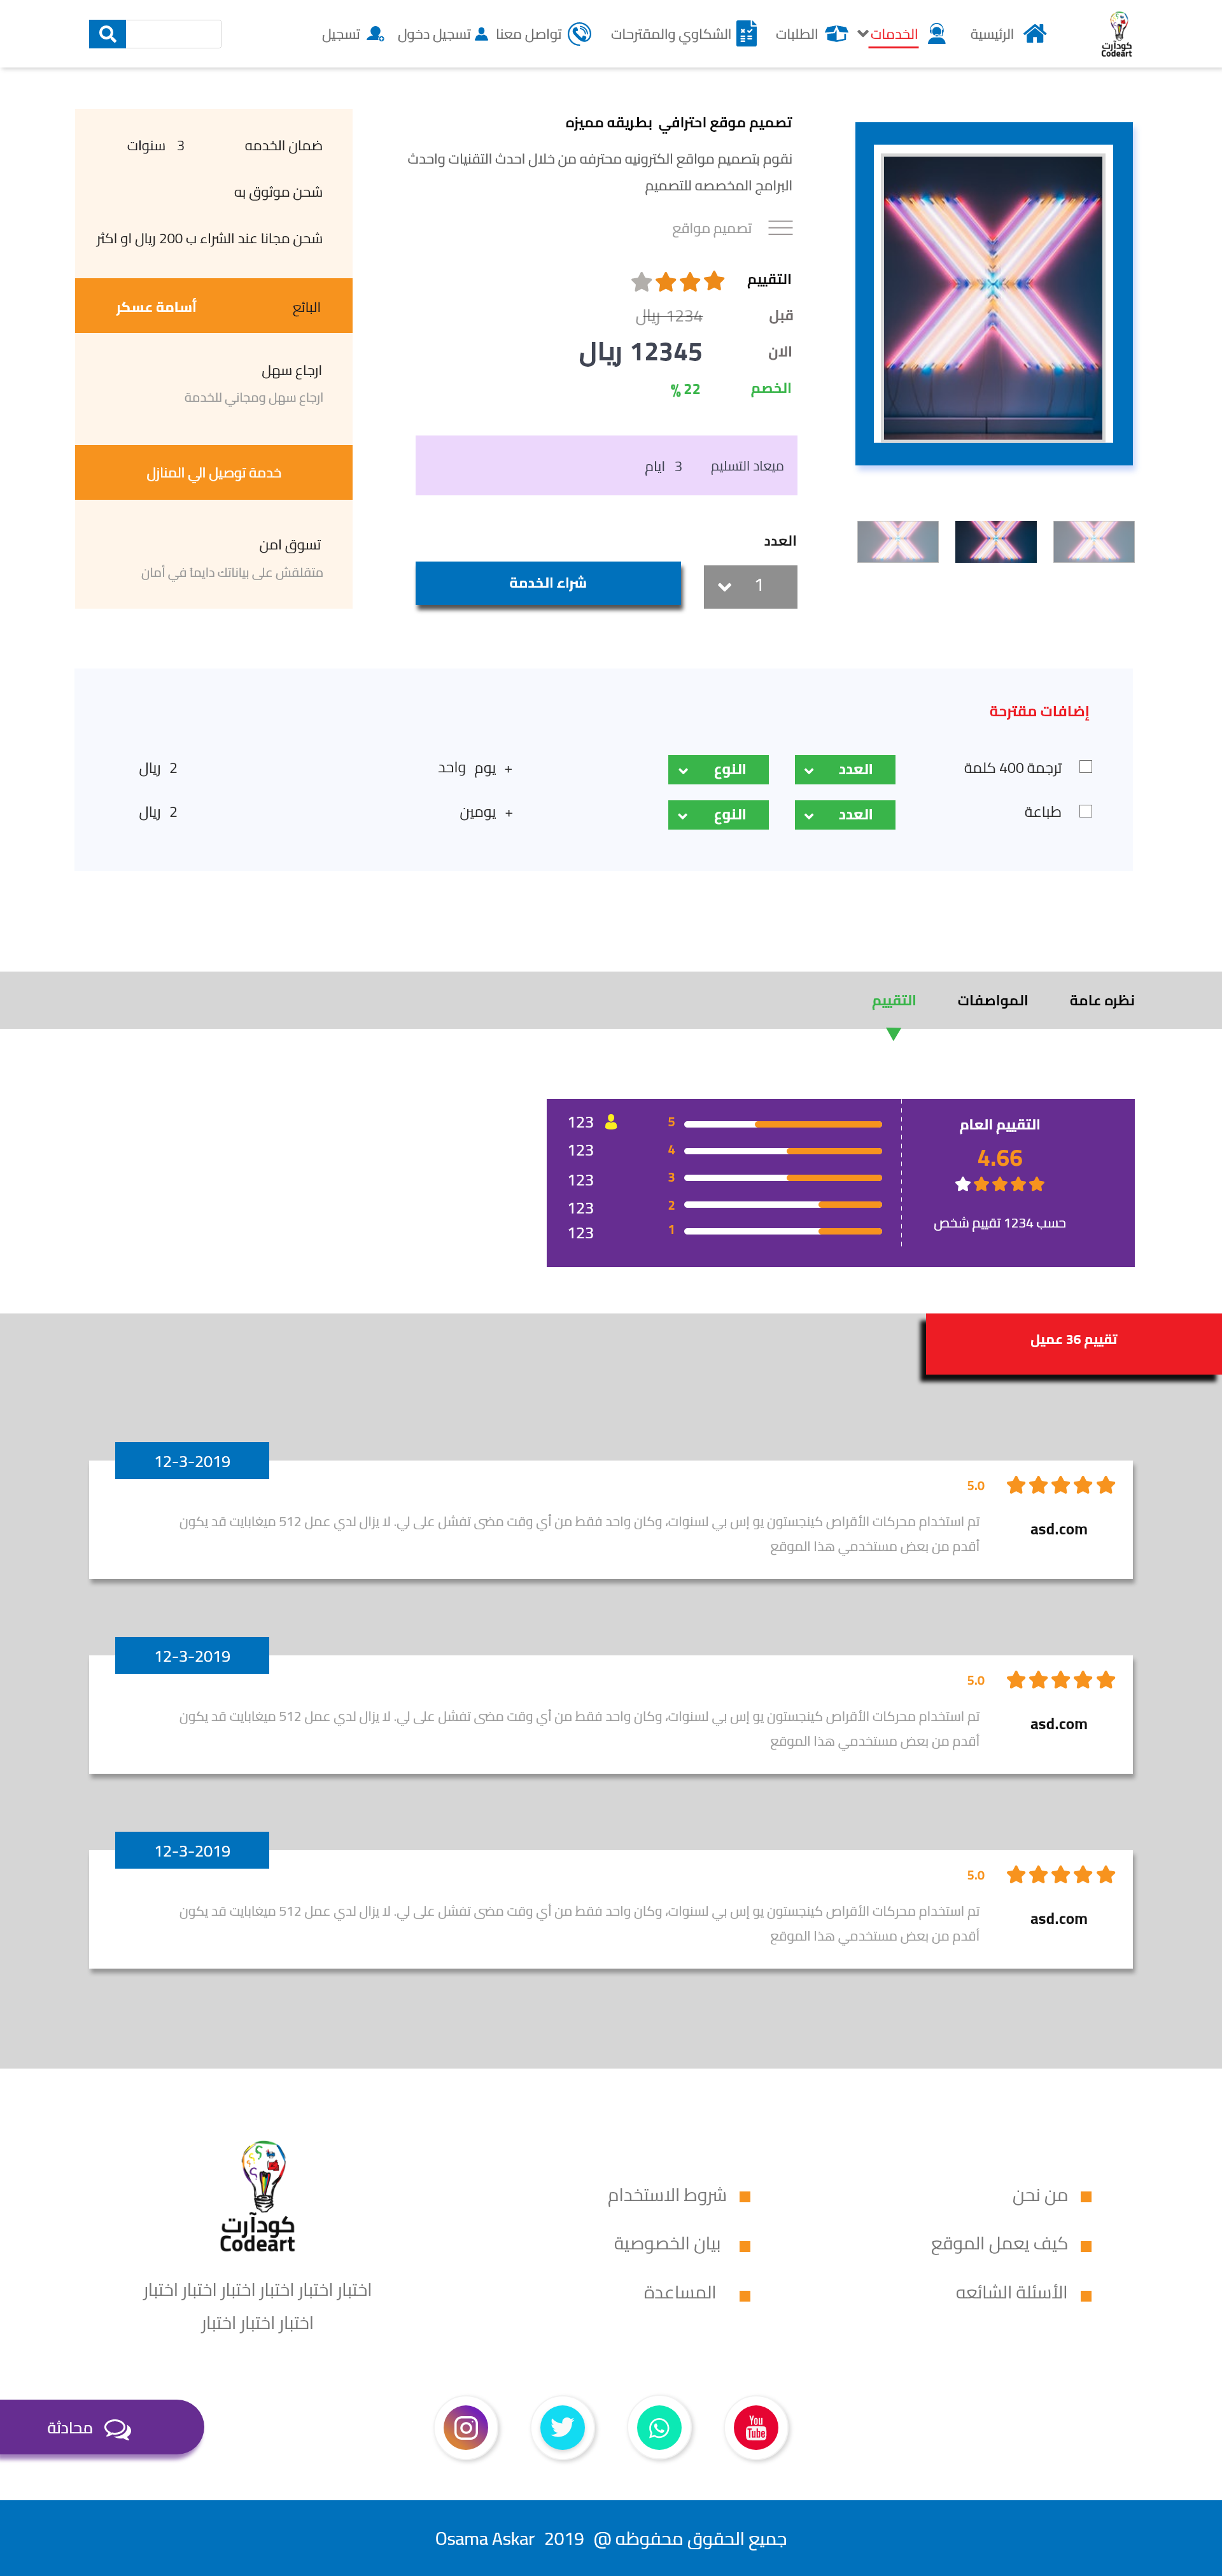 كودآرت
Codeart
الرئيسية
الخدمات
الطلبات
الشكاوي والمقترحات
تواصل معنا
تسجيل دخول
تسجيل
تصميم موقع احترافي بطريقه مميزه
نقوم بتصميم مواقع الكترونيه محترفه من خلال احدث التقنيات واحدث
البرامج المخصصه للتصميم
تصميم مواقع
التقييم
قبل 1234 ريال
الان 12345 ريال
الخصم 22 %
ميعاد التسليم 3 ايام
العدد
1
شراء الخدمة
ضمان الخدمه 3 سنوات
شحن موثوق به
شحن مجانا عند الشراء ب 200 ريال او اكثر
البائع أسامة عسكر
ارجاع سهل
ارجاع سهل ومجاني للخدمة
خدمة توصيل الي المنازل
تسوق امن
متقلقش على بياناتك دايما في أمان
إضافات مقترحة
ترجمة 400 كلمة العدد اللوع + يوم واحد 2 ريال
طباعة العدد اللوع + يومين 2 ريال
نظره عامة المواصفات التقييم
التقييم العام
4.66
حسب 1234 تقييم شخص
5 123
4 123
3 123
2 123
1 123
تقييم 36 عميل
12-3-2019
5.0
asd.com
تم استخدام محركات الأقراص كينجستون يو إس بي لسنوات، وكان واحد فقط من أي وقت مضى تفشل على لي. لا يزال لدي عمل 512 ميغابايت قد يكون
أقدم من بعض مستخدمي هذا الموقع
12-3-2019
5.0
asd.com
تم استخدام محركات الأقراص كينجستون يو إس بي لسنوات، وكان واحد فقط من أي وقت مضى تفشل على لي. لا يزال لدي عمل 512 ميغابايت قد يكون
أقدم من بعض مستخدمي هذا الموقع
12-3-2019
5.0
asd.com
تم استخدام محركات الأقراص كينجستون يو إس بي لسنوات، وكان واحد فقط من أي وقت مضى تفشل على لي. لا يزال لدي عمل 512 ميغابايت قد يكون
أقدم من بعض مستخدمي هذا الموقع
من نحن
كيف يعمل الموقع
الأسئلة الشائعه
شروط الاستخدام
بيان الخصوصية
المساعدة
كودآرت
Codeart
اختبار اختبار اختبار اختبار اختبار اختبار
اختبار اختبار اختبار
You
Tube
محادثة
جميع الحقوق محفوظه @ 2019 Osama Askar